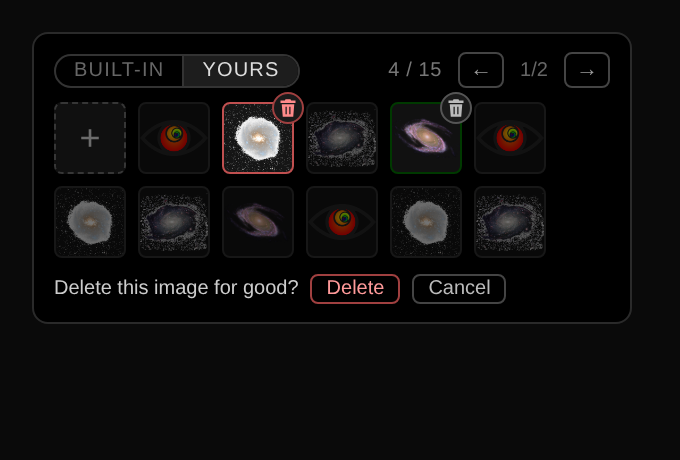 BUILT-IN YOURS 4 / 15 ← 1/2 →
+
Delete this image for good? Delete Cancel